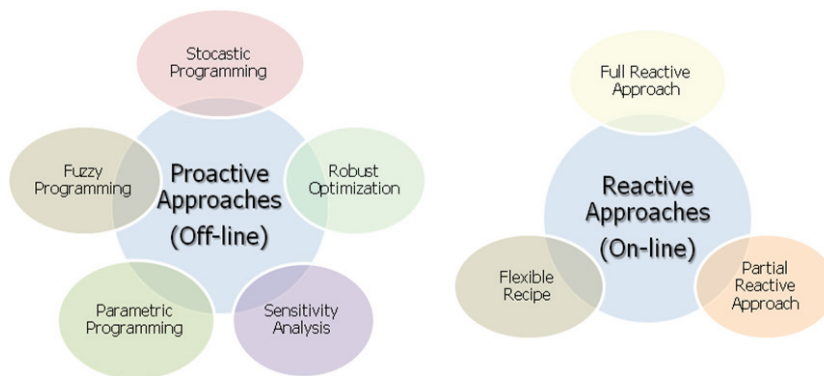 Stocastic
Programming
Fuzzy
Programming
Proactive
Approaches
(Off-line)
Robust
Optimization
Parametric
Programming
Sensitivity
Analysis
Full Reactive
Approach
Reactive
Approaches
(On-line)
Flexible
Recipe
Partial
Reactive
Approach